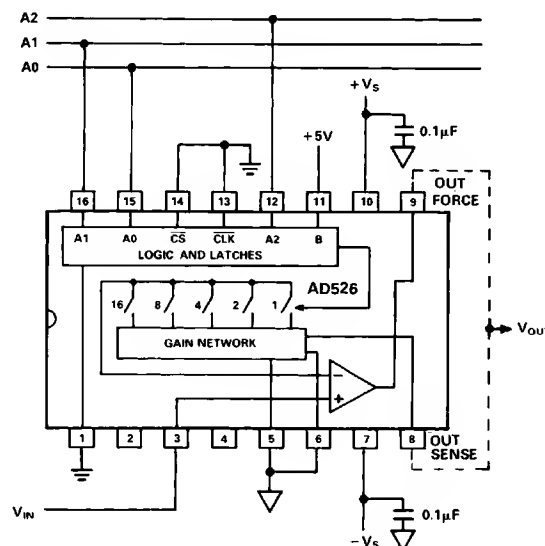 A2
A1
A0
+VS
0.1µF
+5V
OUT
FORCE
16 15 14 13 12 11 10 9
A1 A0 CS CLK A2 B
LOGIC AND LATCHES
AD526
16 8 4 2 1
GAIN NETWORK
−
+
VOUT
1 2 3 4 5 6 7 8
OUT
SENSE
VIN
0.1µF
−VS